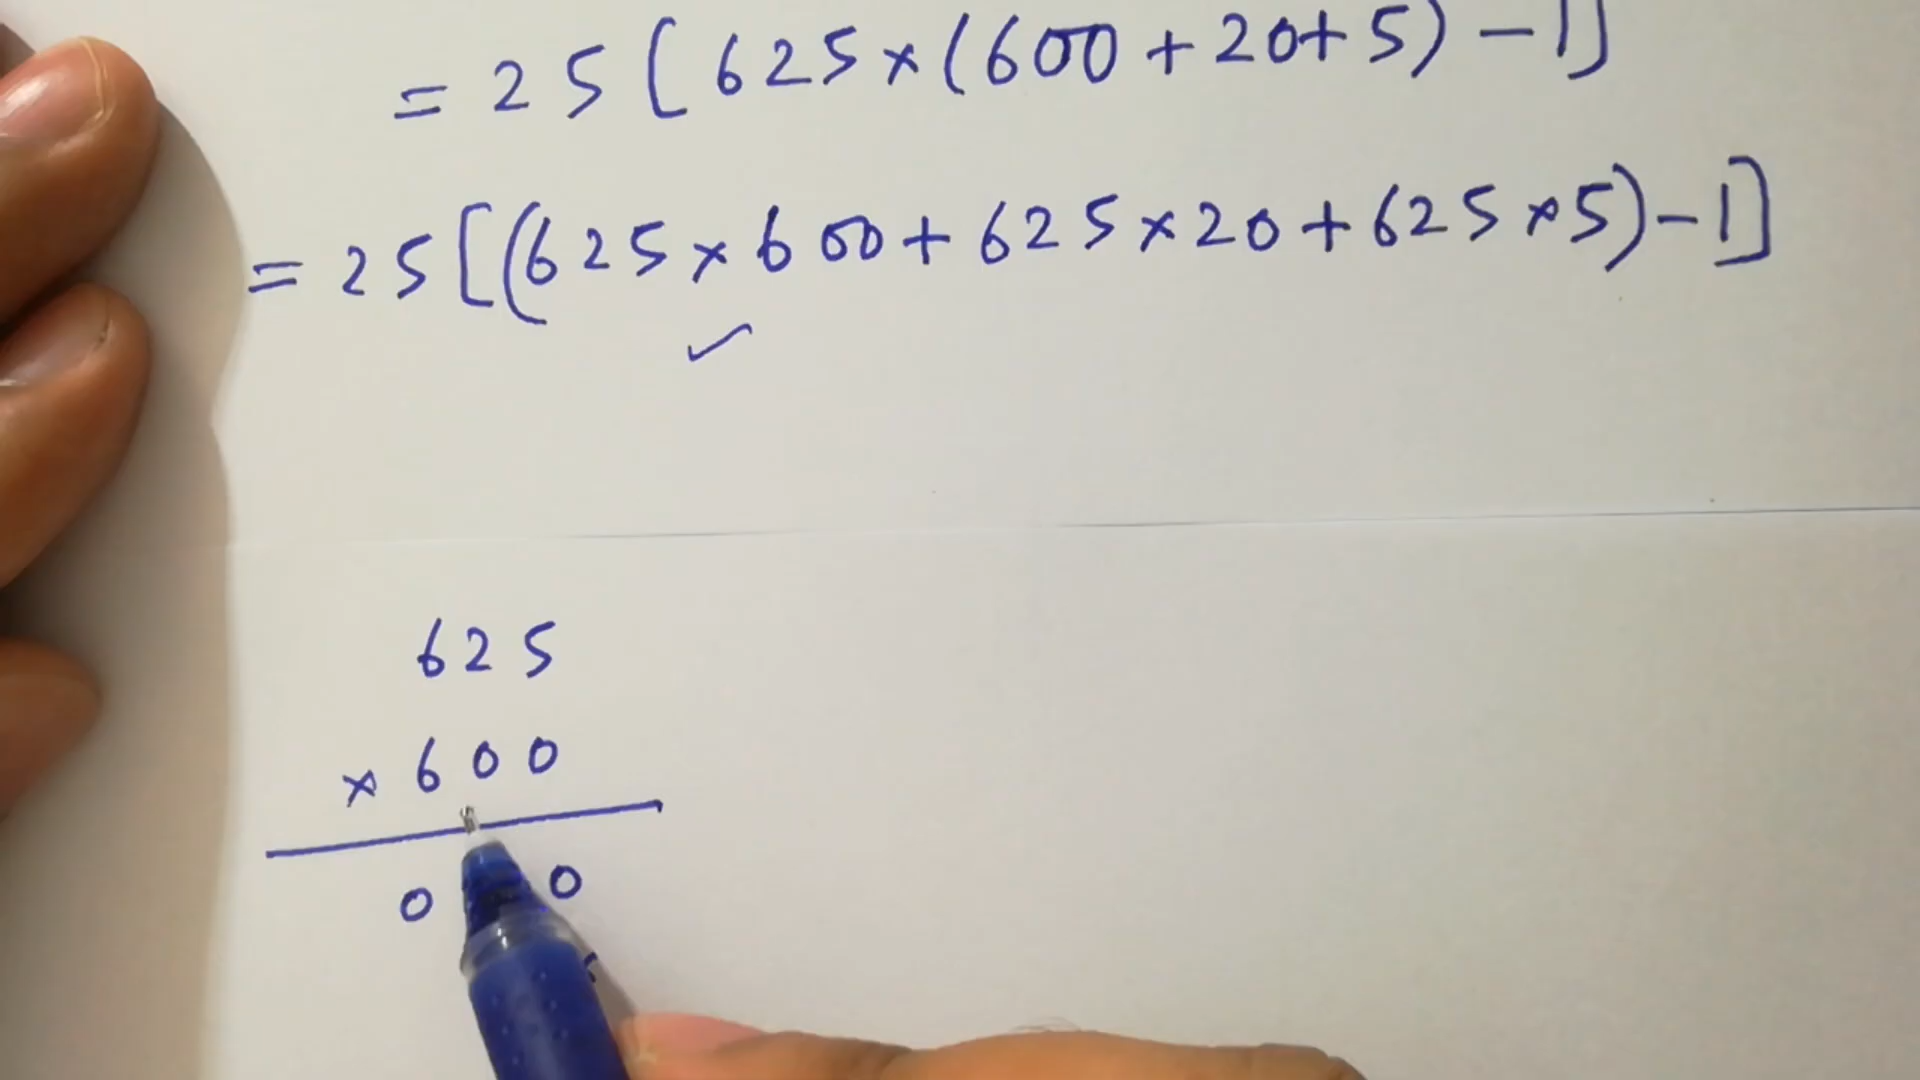 = 25 [ 625 × (600 + 20 + 5) - 1]
= 25 [(625 × 600 + 625 × 20 + 625 × 5) - 1]
✓
625
× 600
0 0